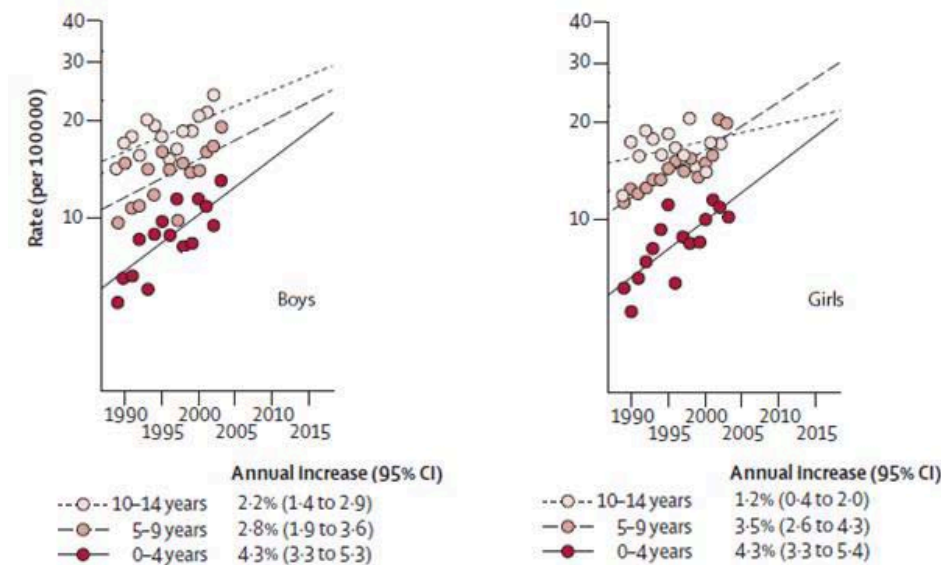 40
30
20
10
Rate (per 100 000)
Boys
1990 2000 2010
1995 2005 2015
Annual Increase (95% CI)
10–14 years 2·2% (1·4 to 2·9)
5–9 years 2·8% (1·9 to 3·6)
0–4 years 4·3% (3·3 to 5·3)
40
30
20
10
Girls
1990 2000 2010
1995 2005 2015
Annual Increase (95% CI)
10–14 years 1·2% (0·4 to 2·0)
5–9 years 3·5% (2·6 to 4·3)
0–4 years 4·3% (3·3 to 5·4)